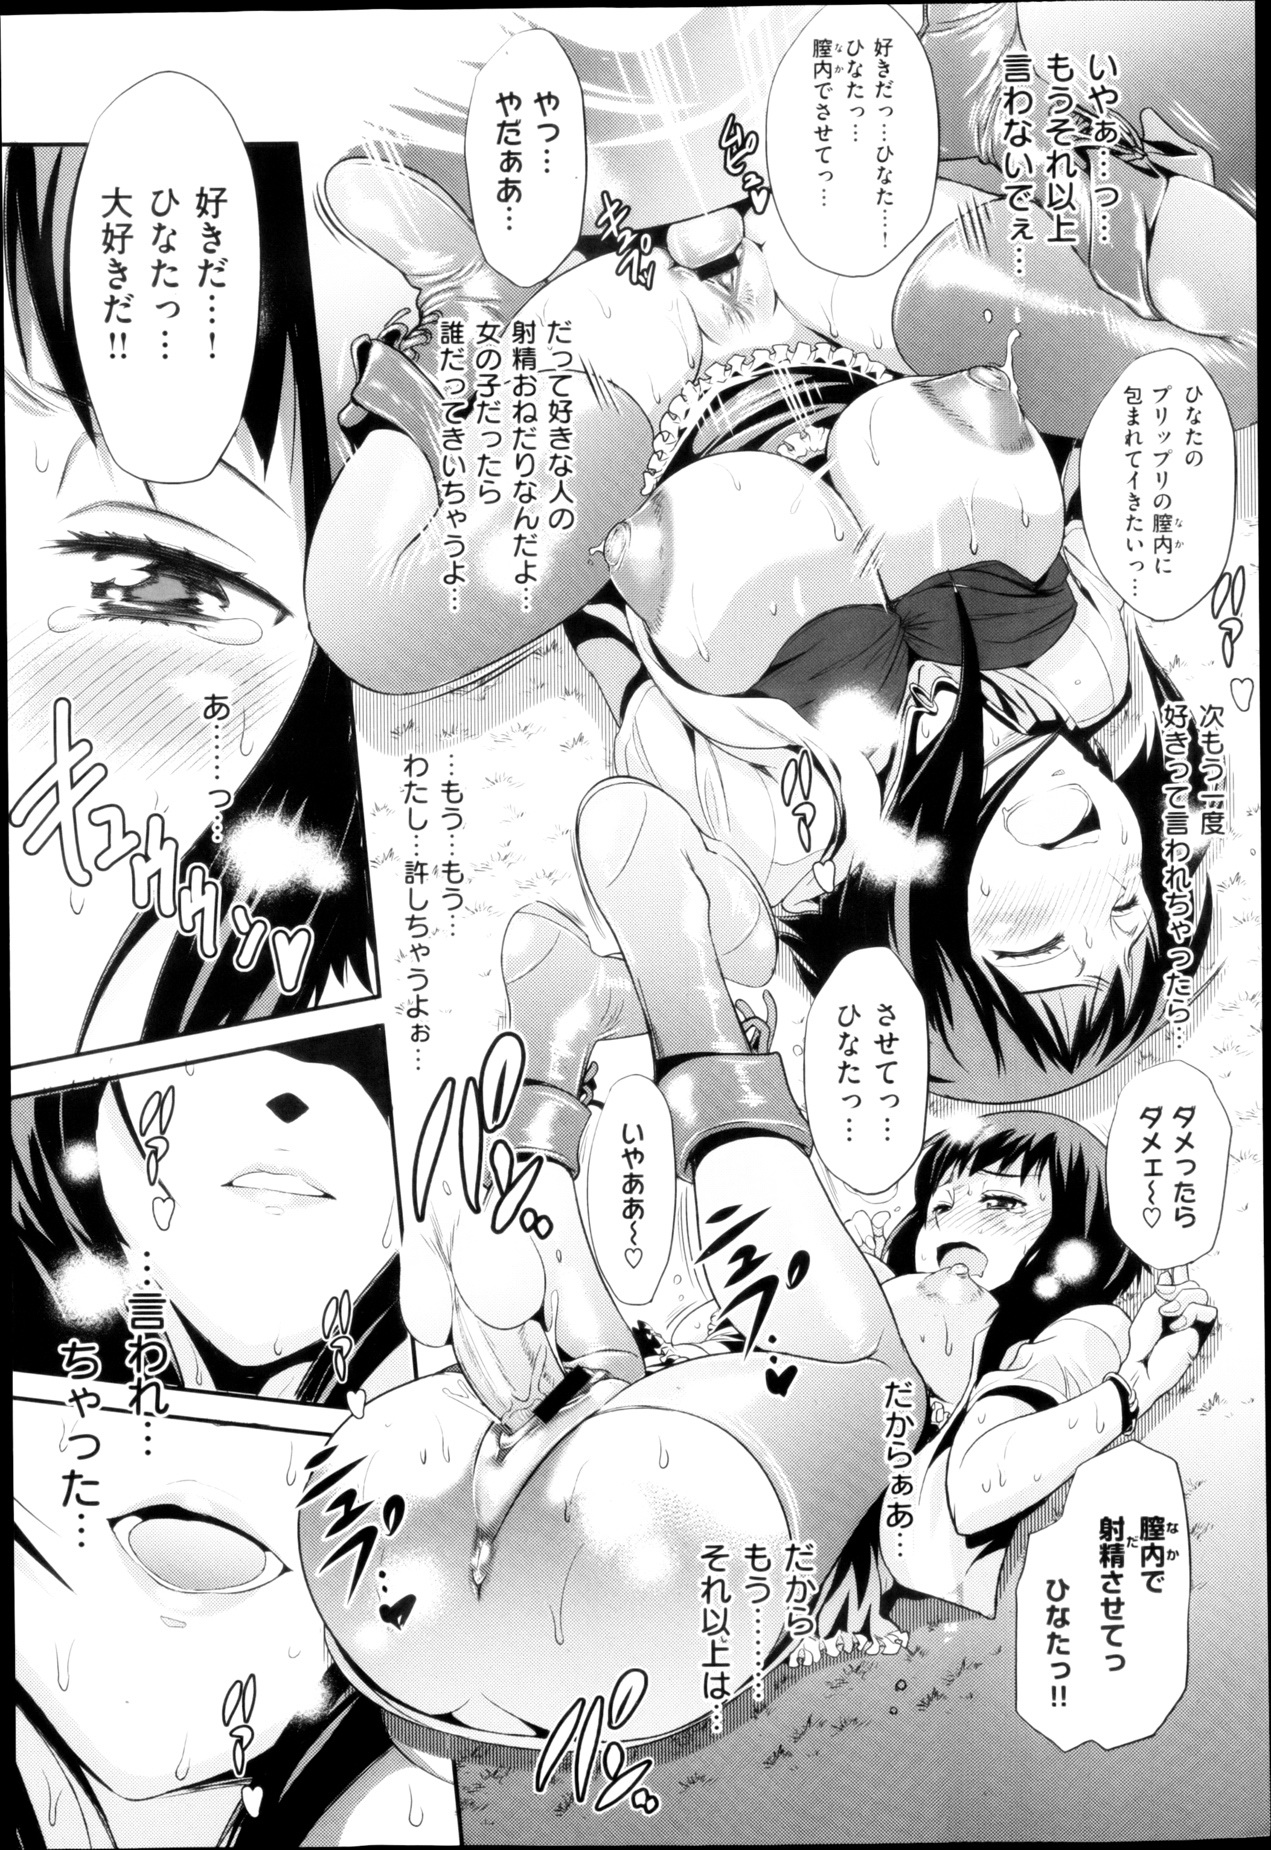 いやぁ…っ…
もうそれ以上
言わないでぇ…
好きだっ…ひなた…!
ひなたっ…
膣内でさせてっ…
なか
やっ…
やだぁあ…
ひなたの
プリップリの膣内に
包まれてイきたいっ…
なか
だって好きな人の
射精おねだりなんだよ…
女の子だったら
誰だってきいちゃうよ…
次もう一度
好きって言われちゃったら…
…もう…もう…
わたし…許しちゃうよぉ…
ダメったら
ダメェ〜♡
させてっ…
ひなたっ…
いやああ〜♡
だからぁあ…
膣内で
なか
射精させてっ
だ
ひなたっ!!
だから
もう………
それ以上は…
好きだ…!
ひなたっ…
大好きだ!!
あ……っ…
キュウゥゥッ♡
…言われ…
ちゃった…